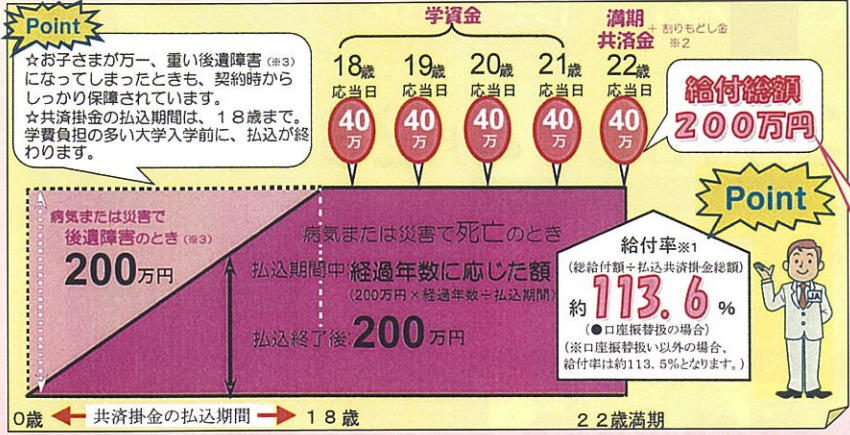 Point
☆お子さまが万一、重い後遺障害(※3)
になってしまったときも、契約時から
しっかり保障されています。
☆共済掛金の払込期間は、18歳まで。
学費負担の多い大学入学前に、払込が終
わります。
学資金
満期
共済金
+ 割りもどし金
※2
18歳
応当日
19歳
応当日
20歳
応当日
21歳
応当日
22歳
応当日
40
万
40
万
40
万
40
万
40
万
給付総額
200万円
Point
病気または災害で
後遺障害のとき(※3)
200万円
病気または災害で死亡のとき
払込期間中:経過年数に応じた額
(200万円×経過年数÷払込期間)
払込終了後:200万円
給付率※1
(総給付額÷払込共済掛金総額)
約113.6%
(●口座振替扱の場合)
(※口座振替扱い以外の場合、
給付率は約113.5%となります。)
JA
0歳
共済掛金の払込期間
18歳
22歳満期